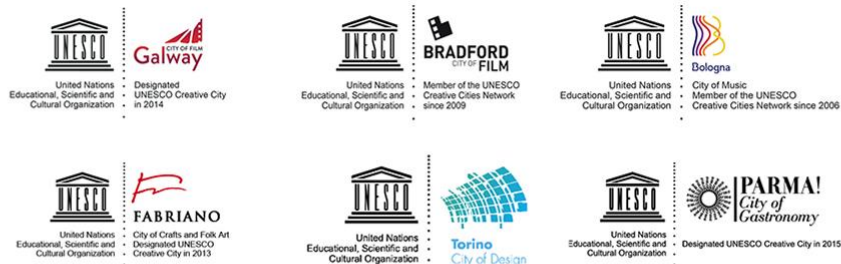 UNESCO
CITY OF FILM
Galway
United Nations
Educational, Scientific and
Cultural Organization
Designated
UNESCO Creative City
in 2014
UNESCO
BRADFORD
CITY OF
FILM
United Nations
Educational, Scientific and
Cultural Organization
Member of the UNESCO
Creative Cities Network
since 2009
UNESCO
Bologna
United Nations
Educational, Scientific and
Cultural Organization
City of Music
Member of the UNESCO
Creative Cities Network since 2006
UNESCO
FABRIANO
United Nations
Educational, Scientific and
Cultural Organization
City of Crafts and Folk Art
Designated UNESCO
Creative City in 2013
UNESCO
United Nations
Educational, Scientific and
Cultural Organization
Torino
City of Design
UNESCO
PARMA!
City of
Gastronomy
United Nations
Educational, Scientific and
Cultural Organization
Designated UNESCO Creative City in 2015